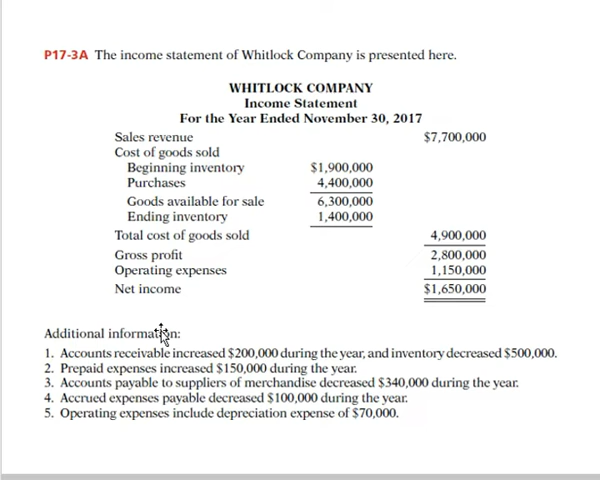 P17-3A The income statement of Whitlock Company is presented here.
WHITLOCK COMPANY
Income Statement
For the Year Ended November 30, 2017
Sales revenue $7,700,000
Cost of goods sold
Beginning inventory $1,900,000
Purchases 4,400,000
Goods available for sale 6,300,000
Ending inventory 1,400,000
Total cost of goods sold 4,900,000
Gross profit 2,800,000
Operating expenses 1,150,000
Net income $1,650,000
Additional information:
1. Accounts receivable increased $200,000 during the year, and inventory decreased $500,000.
2. Prepaid expenses increased $150,000 during the year.
3. Accounts payable to suppliers of merchandise decreased $340,000 during the year.
4. Accrued expenses payable decreased $100,000 during the year.
5. Operating expenses include depreciation expense of $70,000.